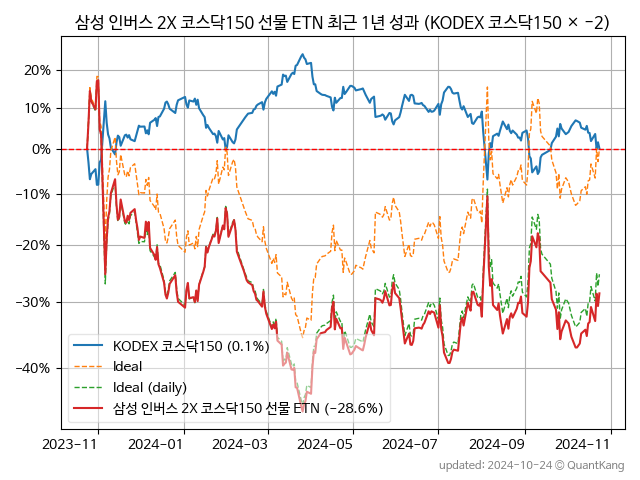 삼성 인버스 2X 코스닥150 선물 ETN 최근 1년 성과 (KODEX 코스닥150 × −2)
20%
10%
0%
−10%
−20%
−30%
−40%
KODEX 코스닥150 (0.1%)
Ideal
Ideal (daily)
삼성 인버스 2X 코스닥150 선물 ETN (−28.6%)
2023−11
2024−01
2024−03
2024−05
2024−07
2024−09
2024−11
updated: 2024−10−24 © QuantKang